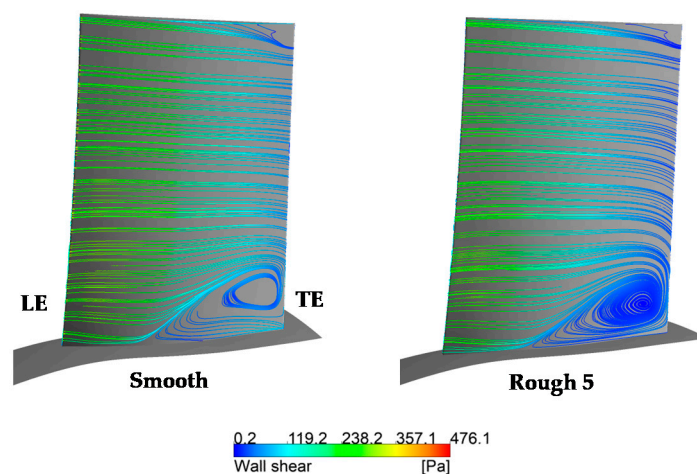 LE
TE
Smooth
Rough 5
0.2 119.2 238.2 357.1 476.1
Wall shear [Pa]